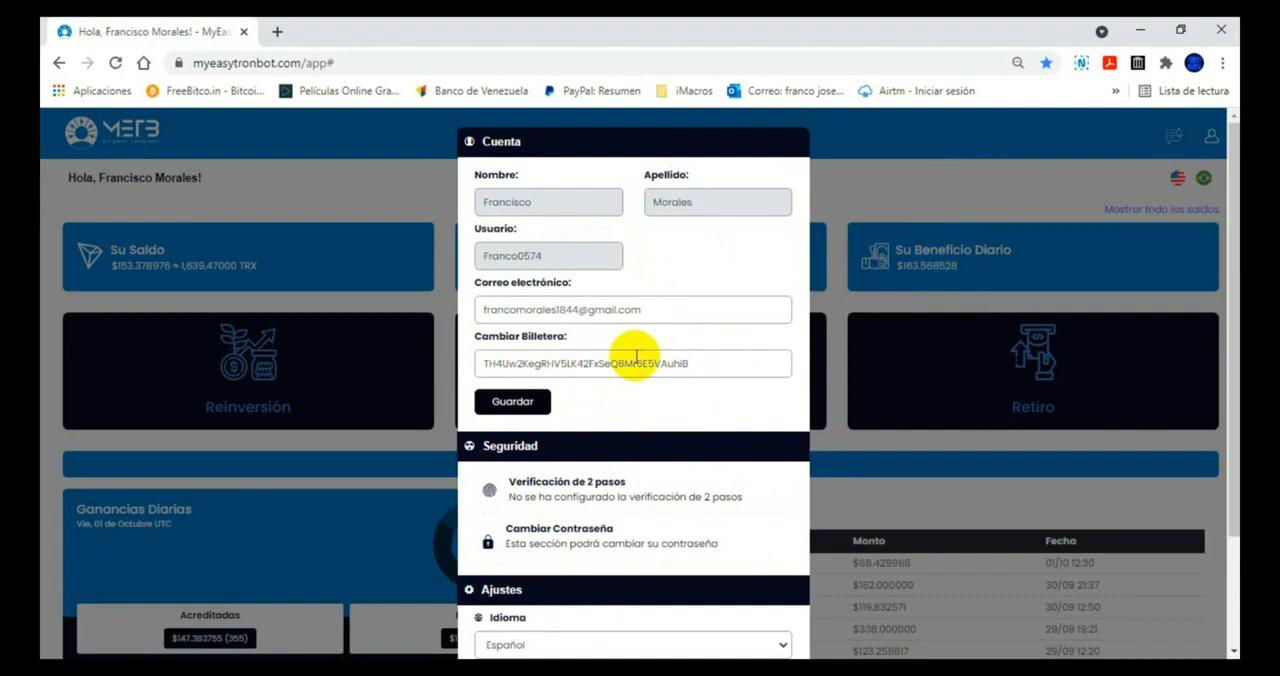 Hola, Francisco Morales! - MyEas
myeasytronbot.com/app#
Aplicaciones
FreeBitco.in - Bitcoi...
Películas Online Gra...
Banco de Venezuela
PayPal: Resumen
iMacros
Correo: franco jose...
Airtm - Iniciar sesión
»
Lista de lectura
Hola, Francisco Morales!
Mostrar todo los saldos
Su Saldo
$153.378976 ≈ 1,639.47000 TRX
Su Beneficio Diario
$163.568528
Reinversión
Retiro
Cuenta
Nombre:
Apellido:
Francisco
Morales
Usuario:
Franco0574
Correo electrónico:
francomorales1844@gmail.com
Cambiar Billetera:
TH4Uw2KegRHV5LK42FxSeQ8Mr6E5VAuhiB
Guardar
Seguridad
Verificación de 2 pasos
No se ha configurado la verificación de 2 pasos
Cambiar Contraseña
Esta sección podrá cambiar su contraseña
Ajustes
Idioma
Español
Ganancias Diarias
Vie, 01 de Octubre UTC
Acreditadas
$147.383755 (355)
Monto
Fecha
$68.429968
01/10 12:30
$162.000000
30/09 21:37
$119.832571
30/09 12:50
$338.000000
29/09 19:21
$123.258817
29/09 12:20